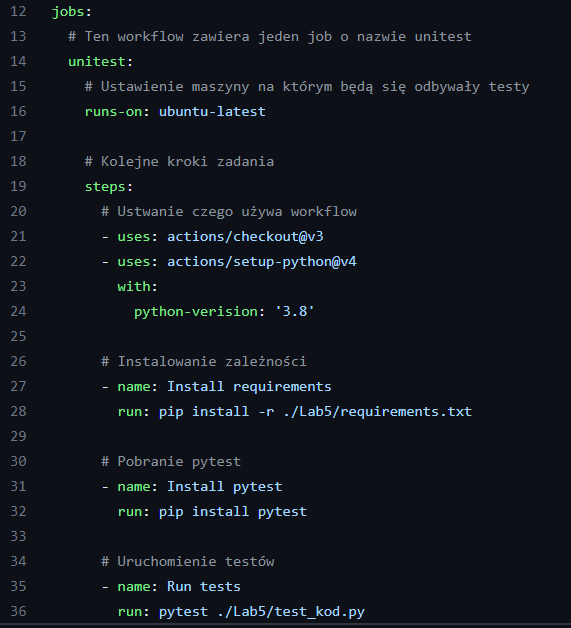 12 jobs:
13 # Ten workflow zawiera jeden job o nazwie unitest
14 unitest:
15 # Ustawienie maszyny na którym będą się odbywały testy
16 runs-on: ubuntu-latest
17
18 # Kolejne kroki zadania
19 steps:
20 # Ustwanie czego używa workflow
21 - uses: actions/checkout@v3
22 - uses: actions/setup-python@v4
23 with:
24 python-verision: '3.8'
25
26 # Instalowanie zależności
27 - name: Install requirements
28 run: pip install -r ./Lab5/requirements.txt
29
30 # Pobranie pytest
31 - name: Install pytest
32 run: pip install pytest
33
34 # Uruchomienie testów
35 - name: Run tests
36 run: pytest ./Lab5/test_kod.py